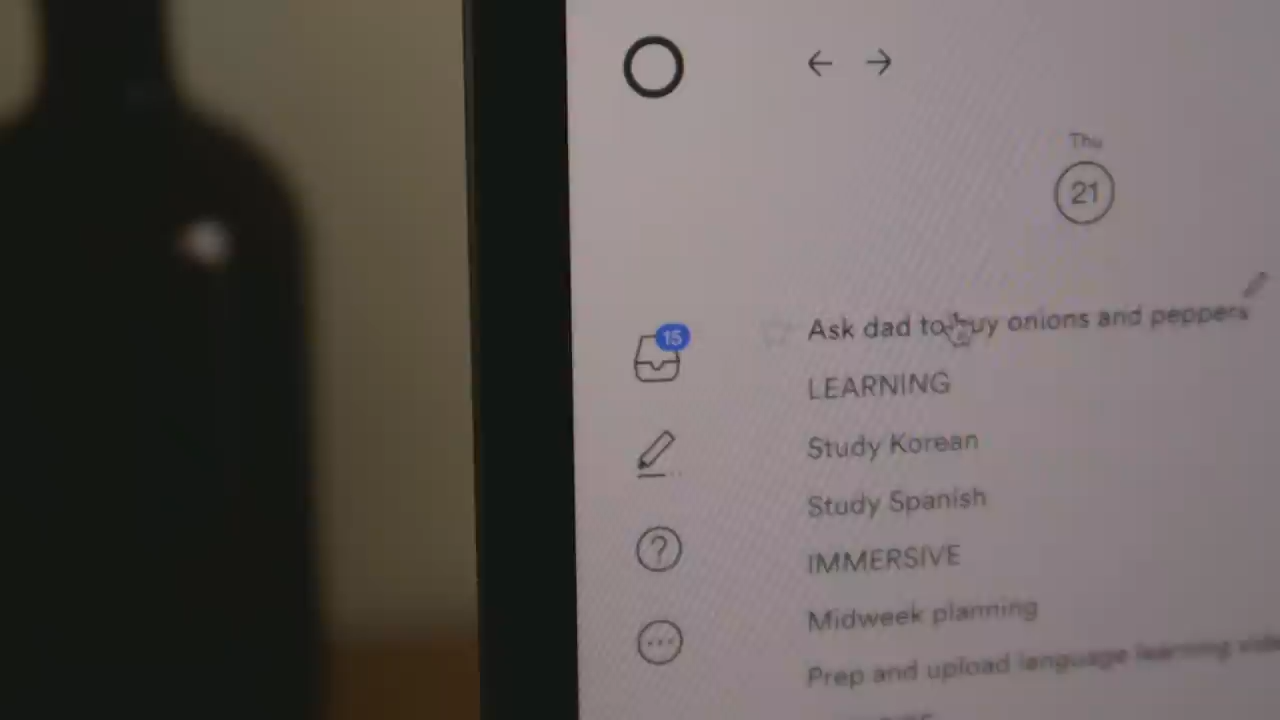 Thu
21
15
Ask dad to buy onions and peppers
LEARNING
Study Korean
Study Spanish
IMMERSIVE
Midweek planning
Prep and upload language learning